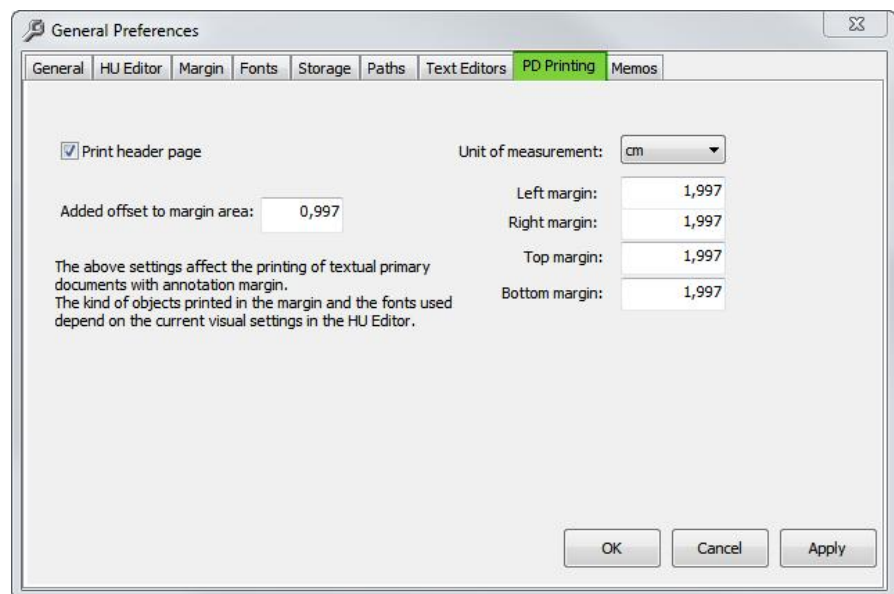 General Preferences
General HU Editor Margin Fonts Storage Paths Text Editors PD Printing Memos
Print header page
Unit of measurement: cm
Added offset to margin area: 0,997
Left margin: 1,997
Right margin: 1,997
Top margin: 1,997
Bottom margin: 1,997
The above settings affect the printing of textual primary
documents with annotation margin.
The kind of objects printed in the margin and the fonts used
depend on the current visual settings in the HU Editor.
OK Cancel Apply